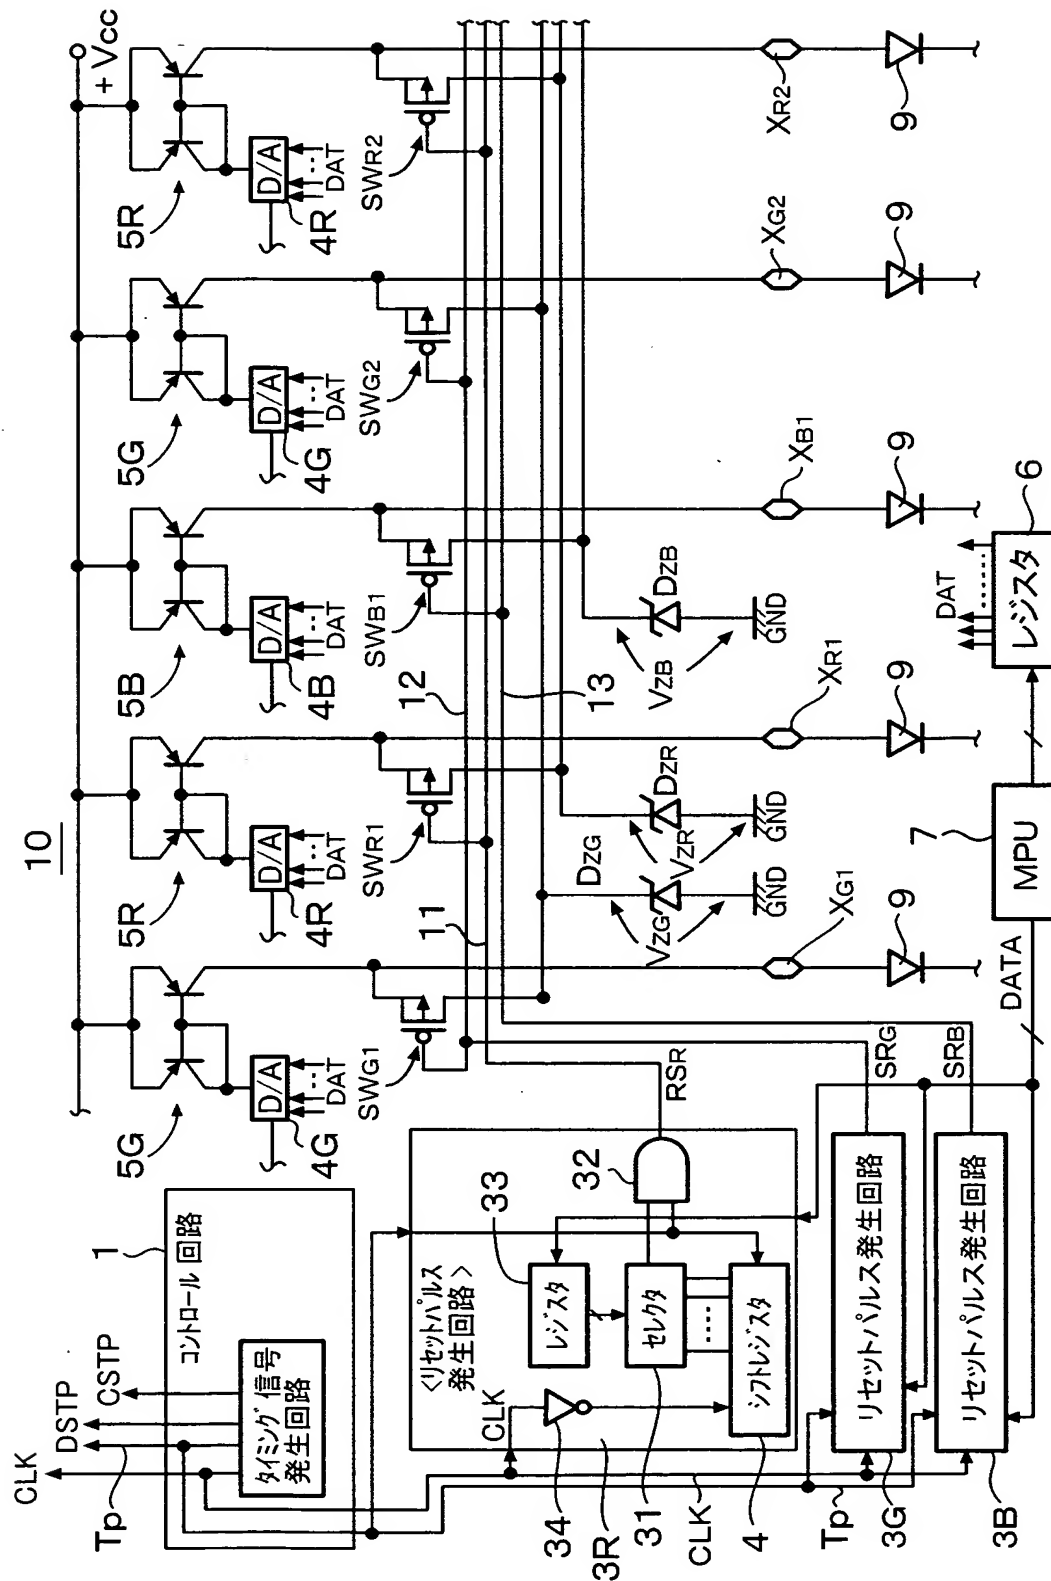 10
+ Vcc
5G
5R
5B
5G
5R
D/A
D/A
D/A
D/A
D/A
DAT
DAT
DAT
DAT
DAT
4G
4R
4B
4G
4R
SWG1
SWR1
SWB1
SWG2
SWR2
11
12
13
DZG
DZR
DZB
VZG
VZR
VZB
GND
GND
GND
XG1
XR1
XB1
XG2
XR2
9
9
9
9
9
CLK
Tp
DSTP
CSTP
1
コントロール回路
タイミング信号
発生回路
<リセットパルス
発生回路>
CLK
34
3R
33
レジスタ
32
31
セレクタ
シフトレジスタ
4
RSR
CLK
Tp
リセットパルス発生回路
3G
SRG
リセットパルス発生回路
3B
SRB
DATA
7
MPU
DAT
6
レジスタ